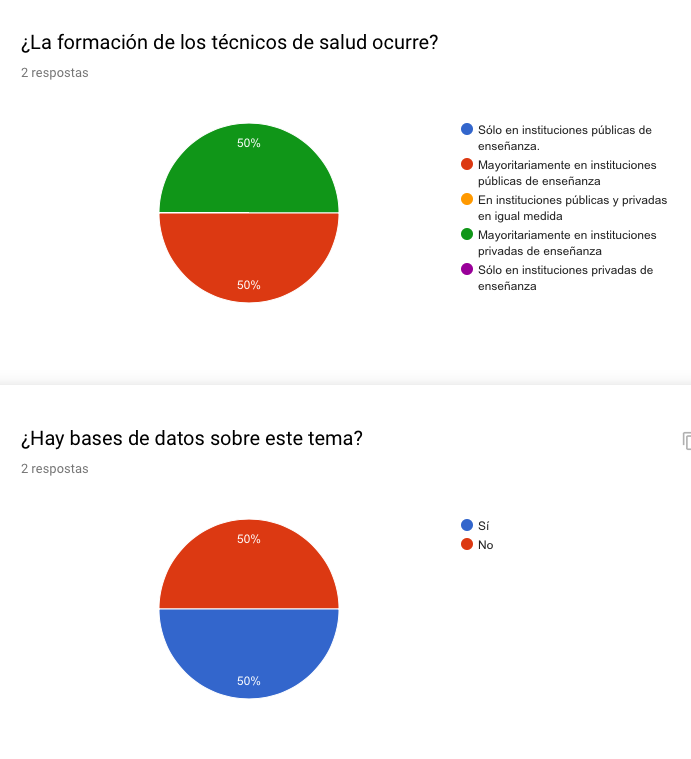 ¿La formación de los técnicos de salud ocurre?
2 respostas
50%
50%
Sólo en instituciones públicas de
enseñanza.
Mayoritariamente en instituciones
públicas de enseñanza
En instituciones públicas y privadas
en igual medida
Mayoritariamente en instituciones
privadas de enseñanza
Sólo en instituciones privadas de
enseñanza
¿Hay bases de datos sobre este tema?
2 respostas
50%
50%
Sí
No